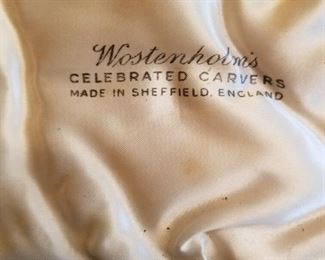 Wostenholm's
CELEBRATED CARVERS
MADE IN SHEFFIELD, ENGLAND